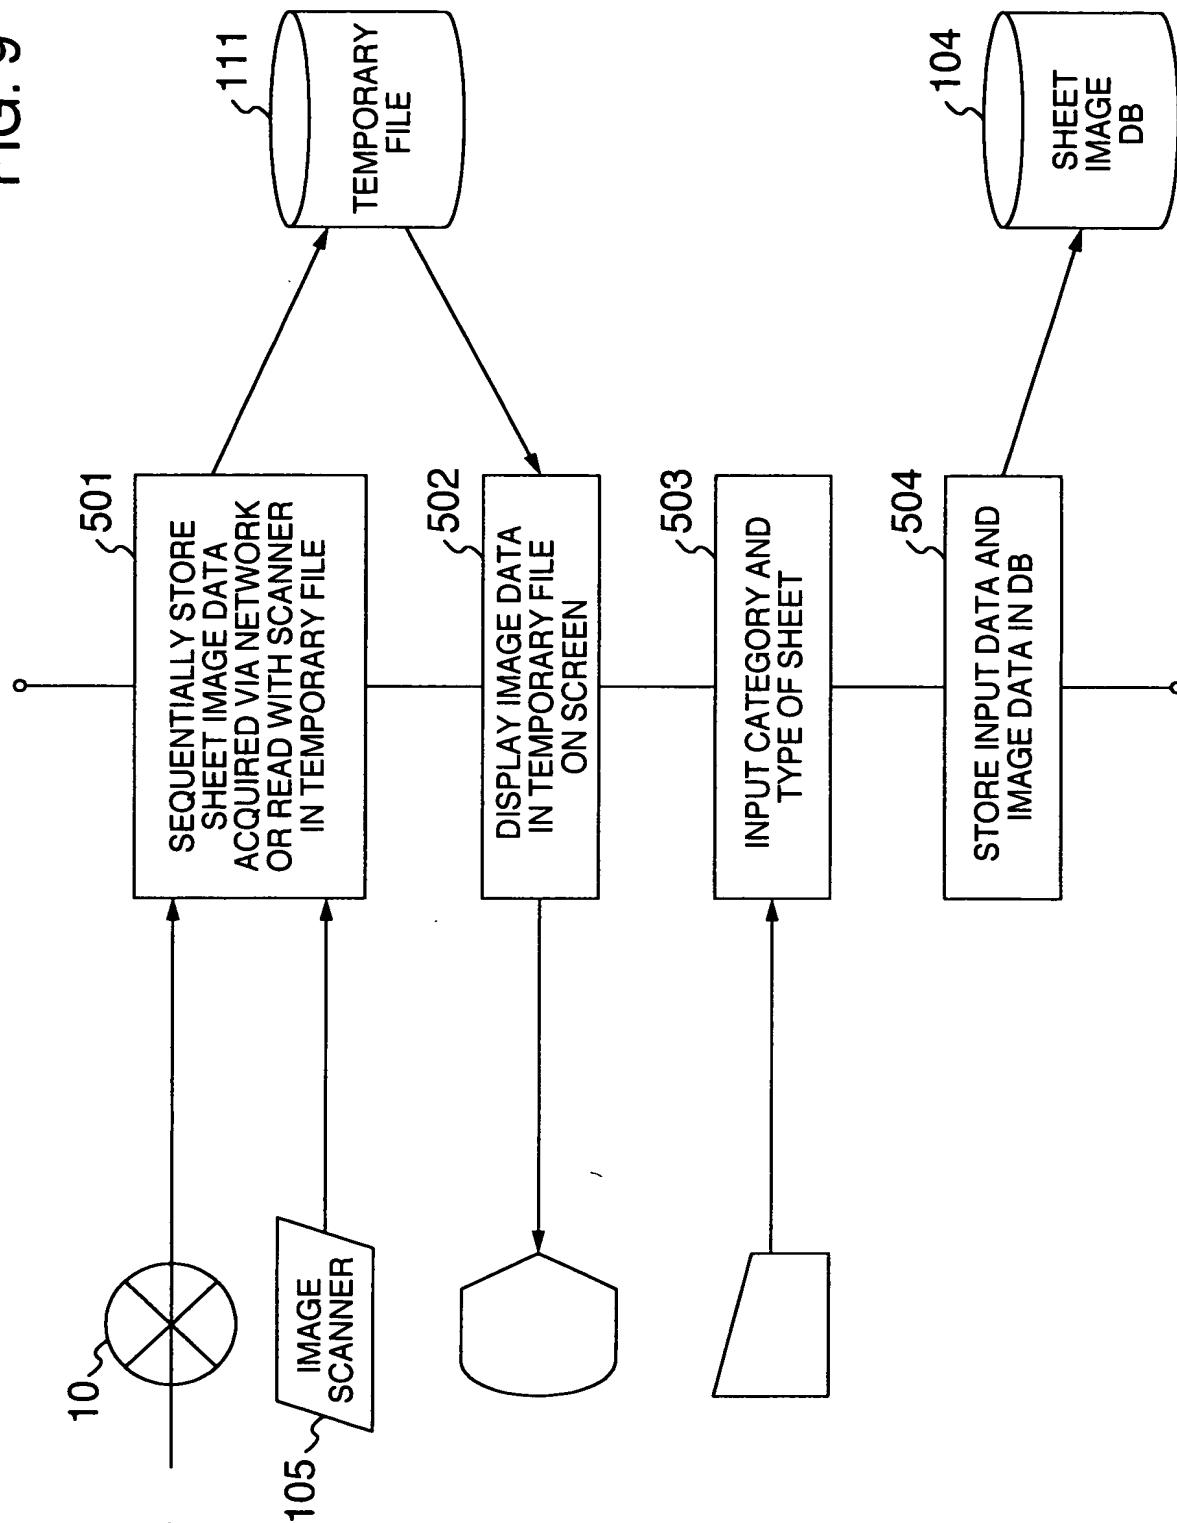 FIG. 9
10
105
IMAGE
SCANNER
501
SEQUENTIALLY STORE
SHEET IMAGE DATA
ACQUIRED VIA NETWORK
OR READ WITH SCANNER
IN TEMPORARY FILE
111
TEMPORARY
FILE
502
DISPLAY IMAGE DATA
IN TEMPORARY FILE
ON SCREEN
503
INPUT CATEGORY AND
TYPE OF SHEET
504
STORE INPUT DATA AND
IMAGE DATA IN DB
104
SHEET
IMAGE
DB